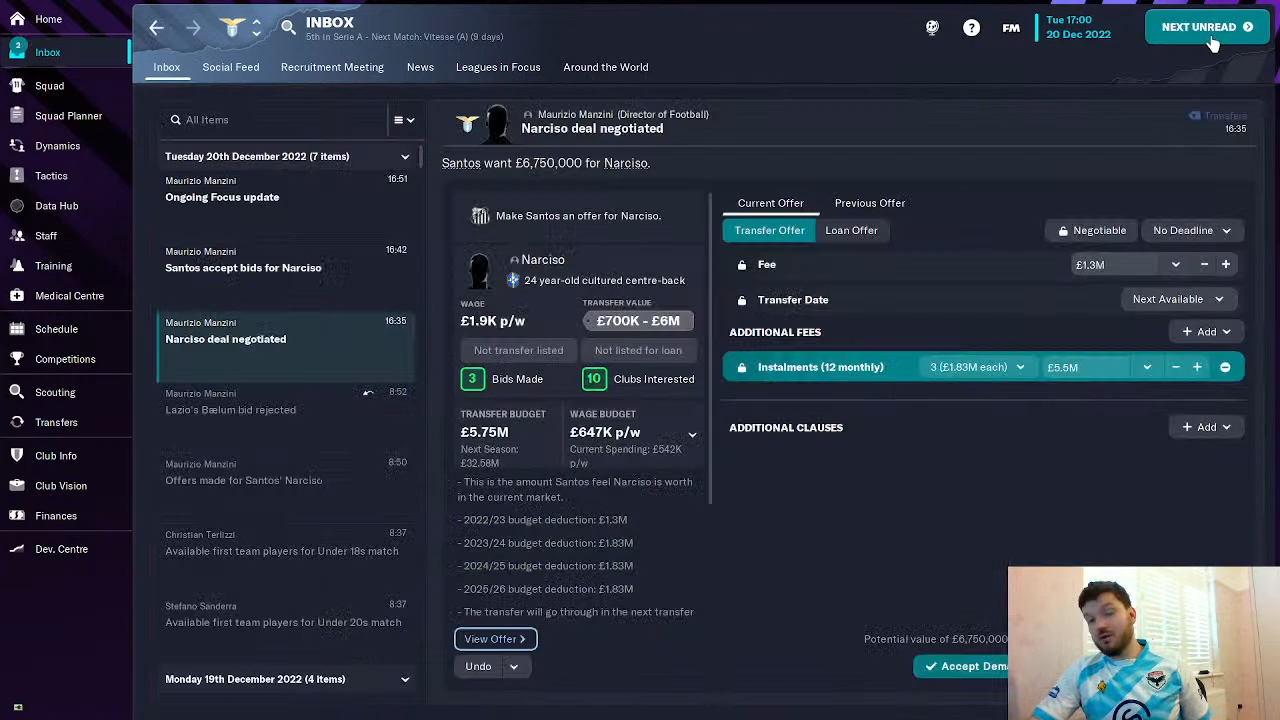 Home
INBOX
5th in Serie A - Next Match: Vitesse (A) (9 days)
FM
Tue 17:00
20 Dec 2022
NEXT UNREAD
2
Inbox
Inbox
Social Feed
Recruitment Meeting
News
Leagues in Focus
Around the World
Squad
Squad Planner
Dynamics
Tactics
Data Hub
Staff
Training
Medical Centre
Schedule
Competitions
Scouting
Transfers
Club Info
Club Vision
Finances
Dev. Centre
All Items
Tuesday 20th December 2022 (7 items)
Maurizio Manzini
16:51
Ongoing Focus update
Maurizio Manzini
16:42
Santos accept bids for Narciso
Maurizio Manzini
16:35
Narciso deal negotiated
Maurizio Manzini
8:52
Lazio's Bælum bid rejected
Maurizio Manzini
8:50
Offers made for Santos' Narciso
Christian Terlizzi
8:37
Available first team players for Under 18s match
Stefano Sanderra
8:37
Available first team players for Under 20s match
Monday 19th December 2022 (4 items)
Maurizio Manzini (Director of Football)
Narciso deal negotiated
Transfers
16:35
Santos want £6,750,000 for Narciso.
Make Santos an offer for Narciso.
Narciso
24 year-old cultured centre-back
WAGE
£1.9K p/w
TRANSFER VALUE
£700K - £6M
Not transfer listed
Not listed for loan
3
Bids Made
10
Clubs Interested
TRANSFER BUDGET
£5.75M
Next Season:
£32.58M
WAGE BUDGET
£647K p/w
Current Spending: £542K
p/w
- This is the amount Santos feel Narciso is worth
in the current market.
- 2022/23 budget deduction: £1.3M
- 2023/24 budget deduction: £1.83M
- 2024/25 budget deduction: £1.83M
- 2025/26 budget deduction: £1.83M
- The transfer will go through in the next transfer
View Offer
Undo
Current Offer
Previous Offer
Transfer Offer
Loan Offer
Negotiable
No Deadline
Fee
£1.3M
Transfer Date
Next Available
ADDITIONAL FEES
Add
Instalments (12 monthly)
3 (£1.83M each)
£5.5M
ADDITIONAL CLAUSES
Add
Potential value of £6,750,000
Accept Dema